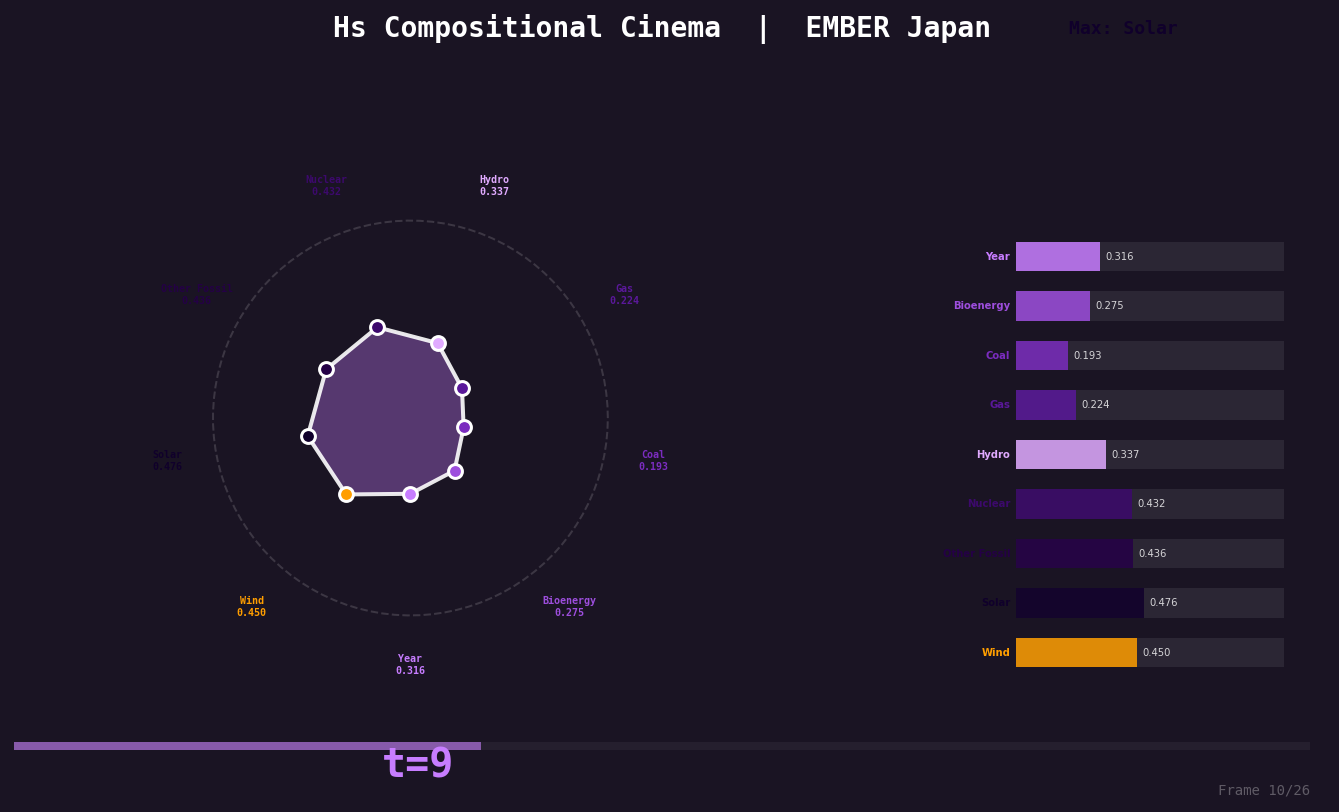 Hs Compositional Cinema | EMBER Japan
Max: Solar
Nuclear
0.432
Hydro
0.337
Other Fossil
0.436
Gas
0.224
Solar
0.476
Coal
0.193
Wind
0.450
Bioenergy
0.275
Year
0.316
Year 0.316
Bioenergy 0.275
Coal 0.193
Gas 0.224
Hydro 0.337
Nuclear 0.432
Other Fossil 0.436
Solar 0.476
Wind 0.450
t=9
Frame 10/26